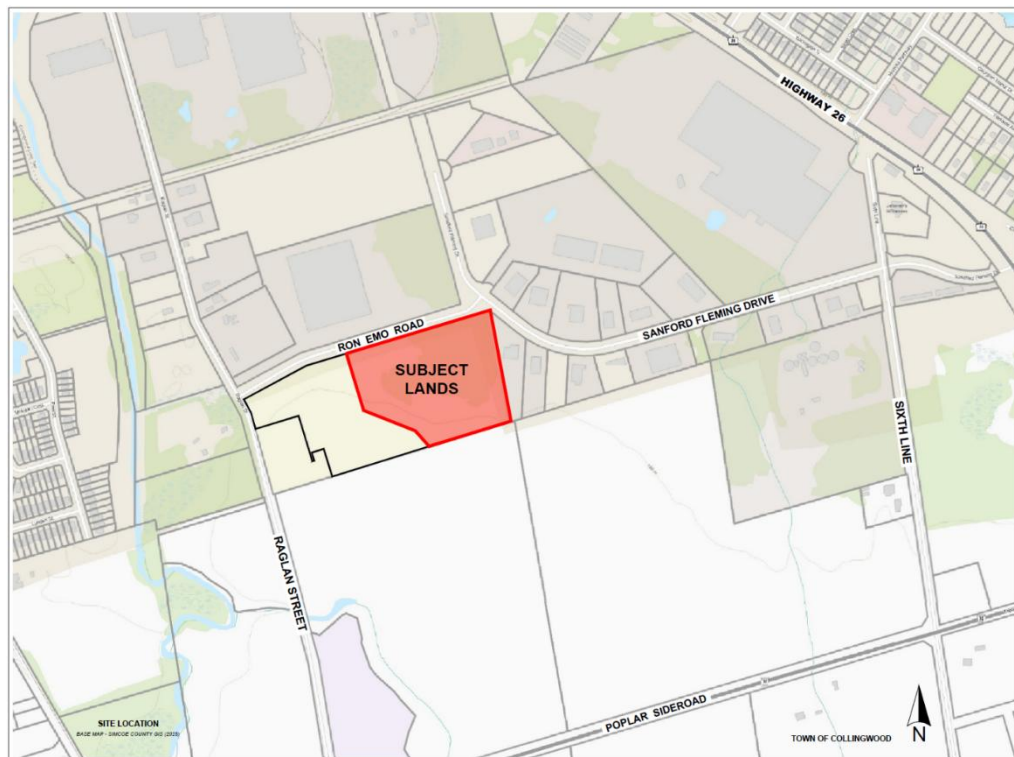 HIGHWAY 26
RON EMO ROAD
SANFORD FLEMING DRIVE
SUBJECT
LANDS
SIXTH LINE
RAGLAN STREET
POPLAR SIDEROAD
SITE LOCATION
BASE MAP - SIMCOE COUNTY GIS (2025)
TOWN OF COLLINGWOOD
N